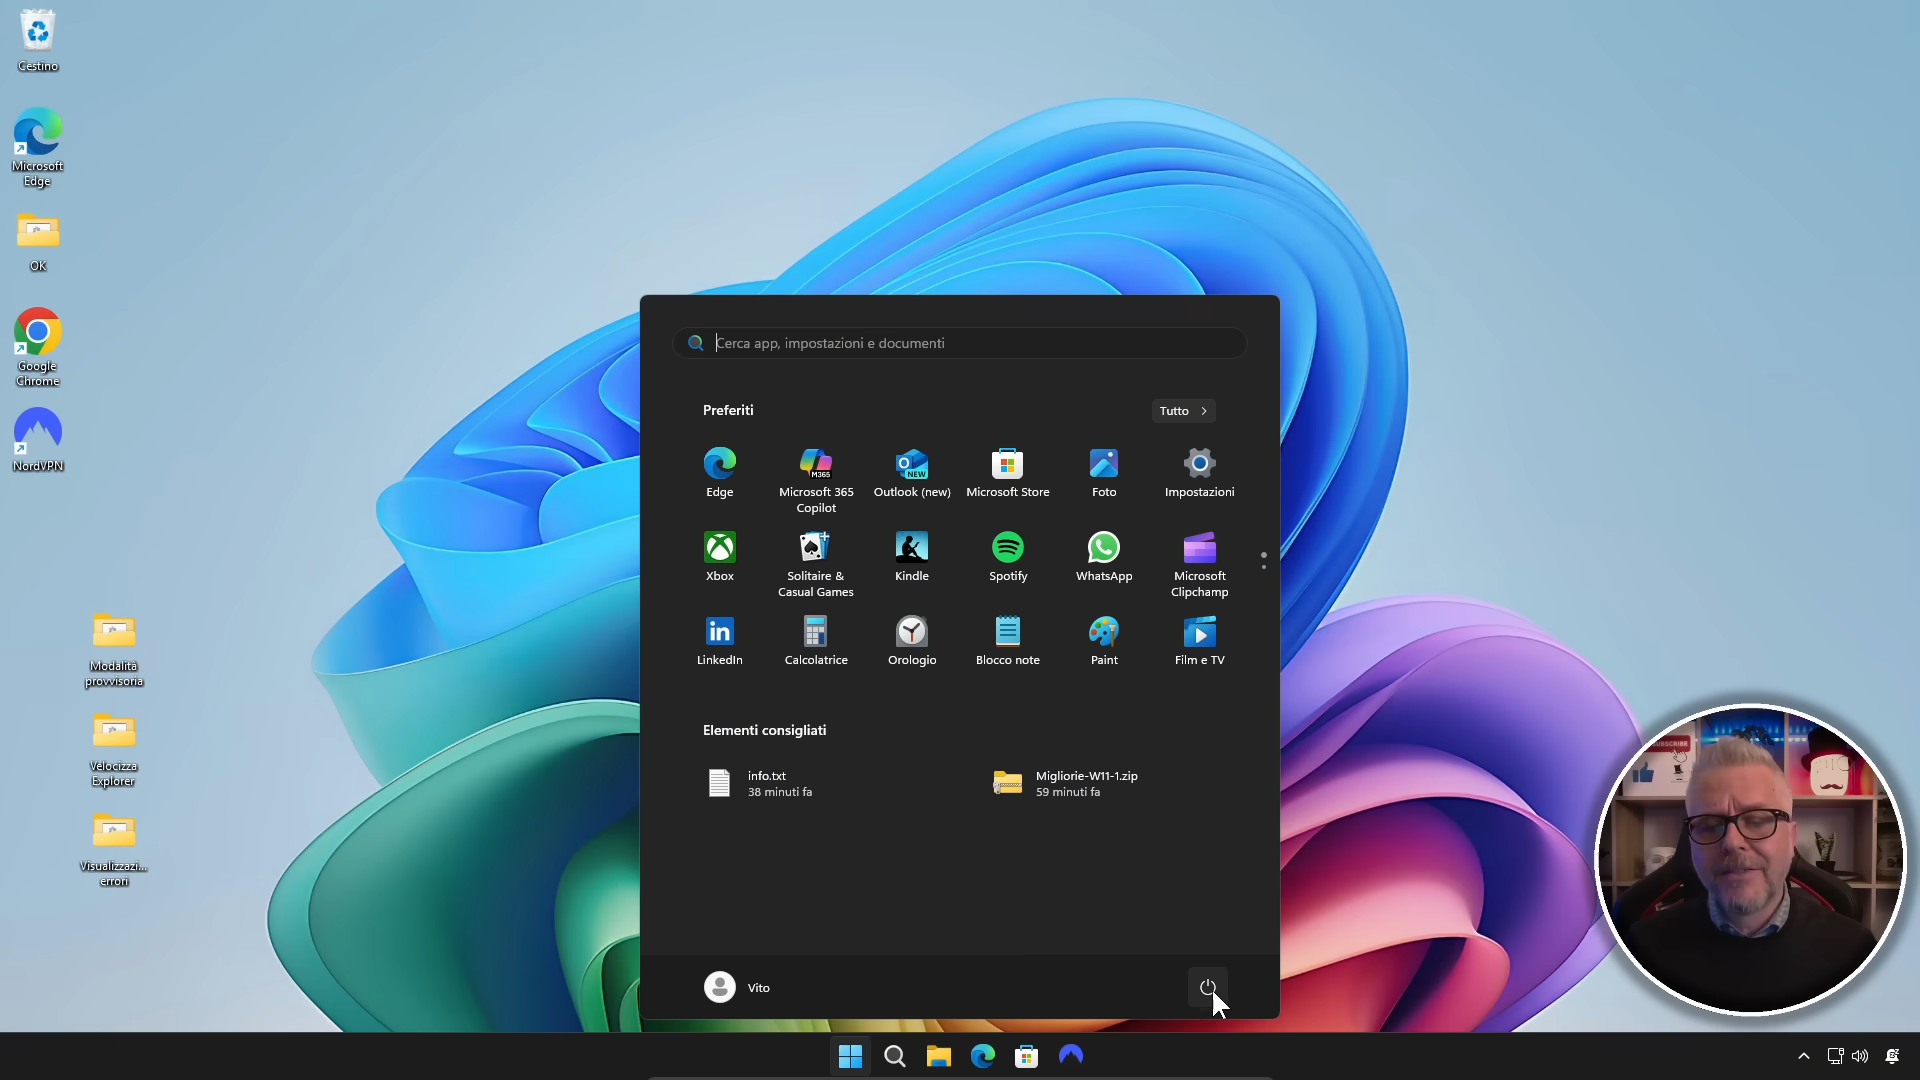 Cestino
Microsoft
Edge
OK
Google
Chrome
NordVPN
Modalità
provvisoria
Velocizza
Explorer
Visualizzazi...
errori
Cerca app, impostazioni e documenti
Preferiti
Tutto
Edge
Microsoft 365
Copilot
M365
Outlook (new)
NEW
Microsoft Store
Foto
Impostazioni
Xbox
Solitaire &
Casual Games
Kindle
Spotify
WhatsApp
Microsoft
Clipchamp
LinkedIn
Calcolatrice
Orologio
Blocco note
Paint
Film e TV
Elementi consigliati
info.txt
38 minuti fa
Migliorie-W11-1.zip
59 minuti fa
Vito
SUBSCRIBE